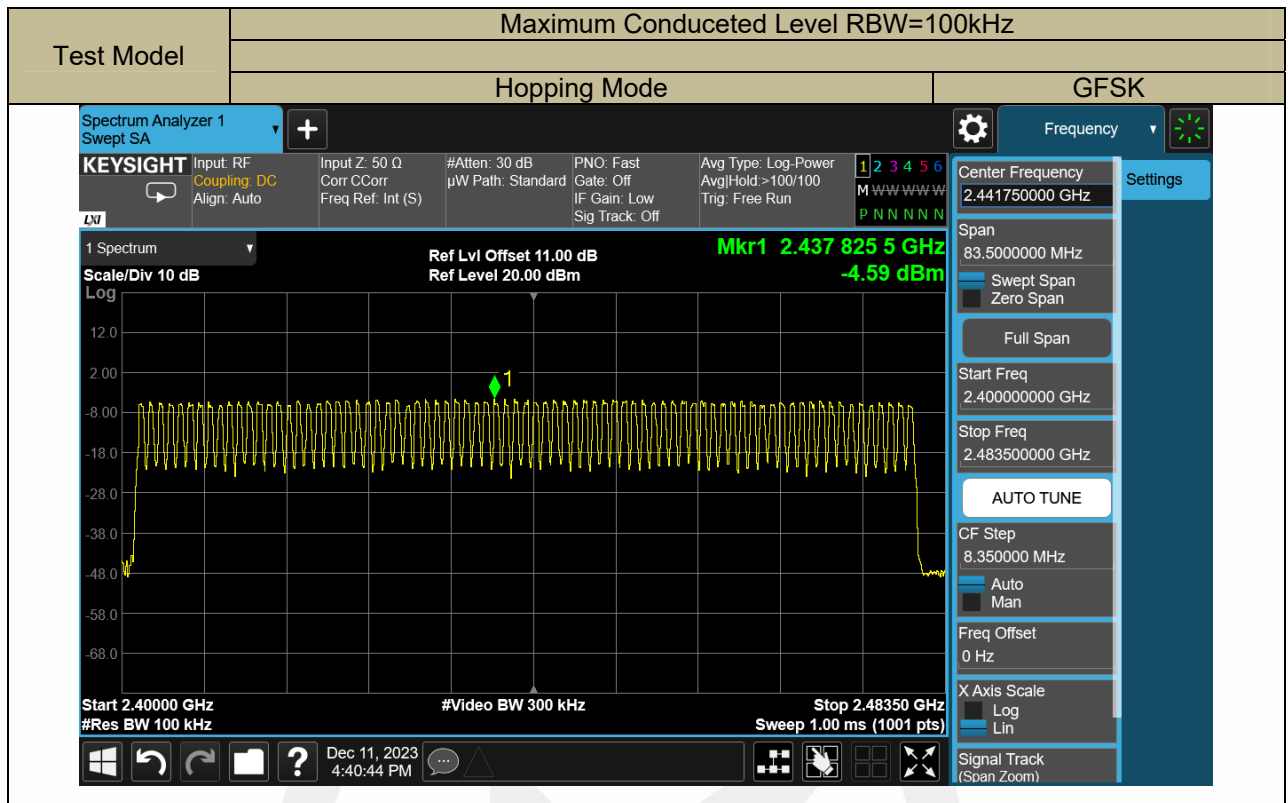 Test Model
Maximum Conduceted Level RBW=100kHz
Hopping Mode
GFSK
Spectrum Analyzer 1
Swept SA
+
Frequency
KEYSIGHT
LXI
Input: RF
Coupling: DC
Align: Auto
Input Z: 50 Ω
Corr CCorr
Freq Ref: Int (S)
#Atten: 30 dB
µW Path: Standard
PNO: Fast
Gate: Off
IF Gain: Low
Sig Track: Off
Avg Type: Log-Power
Avg|Hold:>100/100
Trig: Free Run
1 2 3 4 5 6
M W W W W W
P N N N N N
1 Spectrum
Scale/Div 10 dB
Log
Ref Lvl Offset 11.00 dB
Ref Level 20.00 dBm
Mkr1 2.437 825 5 GHz
-4.59 dBm
1
12.0
2.00
-8.00
-18.0
-28.0
-38.0
-48.0
-58.0
-68.0
Start 2.40000 GHz
#Res BW 100 kHz
#Video BW 300 kHz
Stop 2.48350 GHz
Sweep 1.00 ms (1001 pts)
Center Frequency
2.441750000 GHz
Settings
Span
83.5000000 MHz
Swept Span
Zero Span
Full Span
Start Freq
2.400000000 GHz
Stop Freq
2.483500000 GHz
AUTO TUNE
CF Step
8.350000 MHz
Auto
Man
Freq Offset
0 Hz
X Axis Scale
Log
Lin
Signal Track
(Span Zoom)
?
Dec 11, 2023
4:40:44 PM